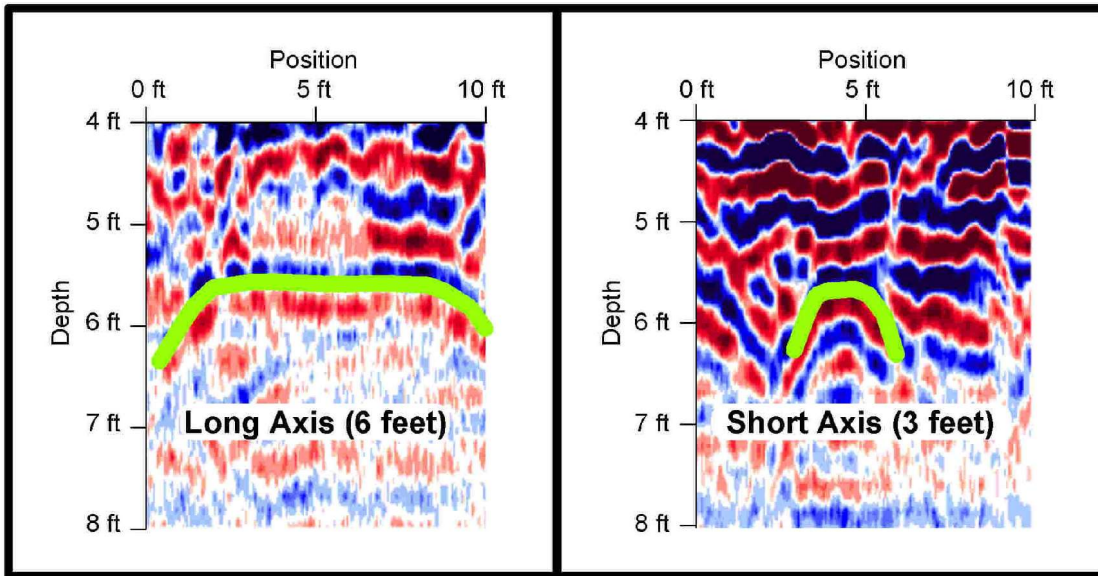 Position
0 ft 5 ft 10 ft
4 ft
5 ft
Depth
6 ft
7 ft
Long Axis (6 feet)
8 ft
Position
0 ft 5 ft 10 ft
4 ft
5 ft
Depth
6 ft
7 ft
Short Axis (3 feet)
8 ft